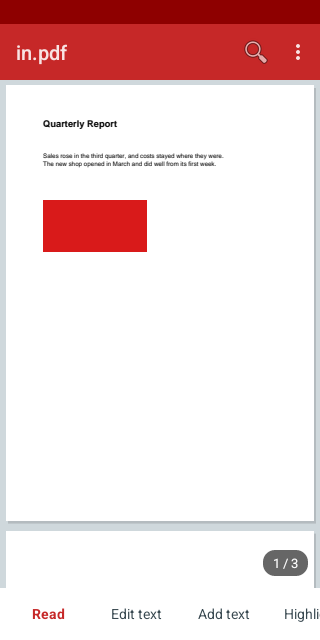 in.pdf
Quarterly Report
Sales rose in the third quarter, and costs stayed where they were.
The new shop opened in March and did well from its first week.
1 / 3
Read Edit text Add text Highli